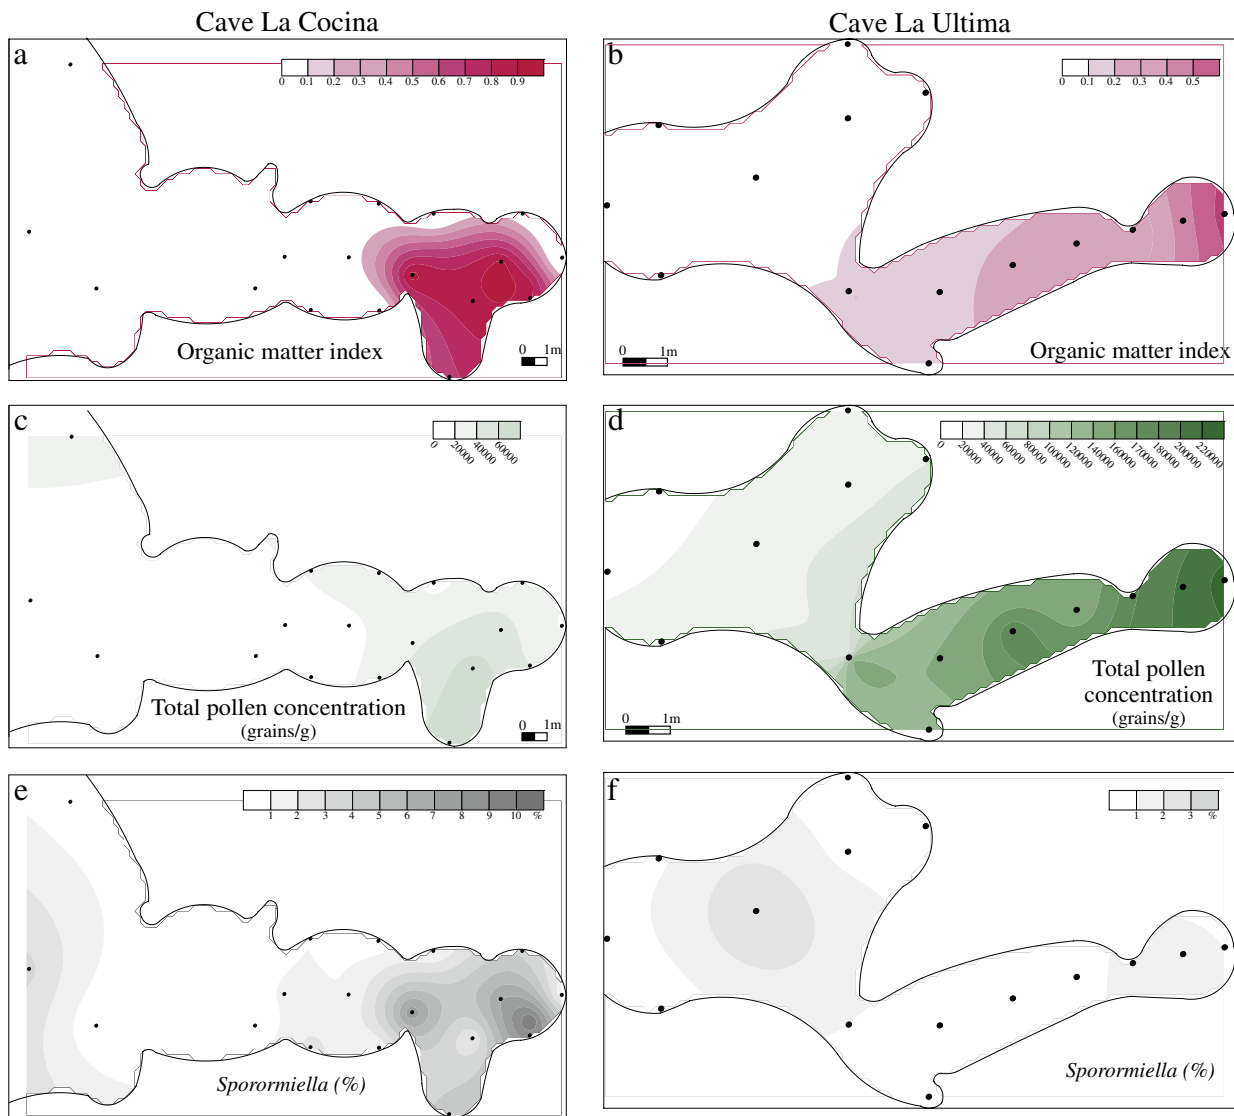 Cave La Cocina
Cave La Ultima
a
0 0.1 0.2 0.3 0.4 0.5 0.6 0.7 0.8 0.9
Organic matter index
0 1m
b
0 0.1 0.2 0.3 0.4 0.5
0 1m
Organic matter index
c
0 20000 40000 60000
Total pollen concentration
(grains/g)
0 1m
d
0 20000 40000 60000 80000 100000 120000 140000 160000 170000 180000 200000 220000
0 1m
Total pollen
concentration
(grains/g)
e
1 2 3 4 5 6 7 8 9 10 %
Sporormiella (%)
f
1 2 3 %
Sporormiella (%)